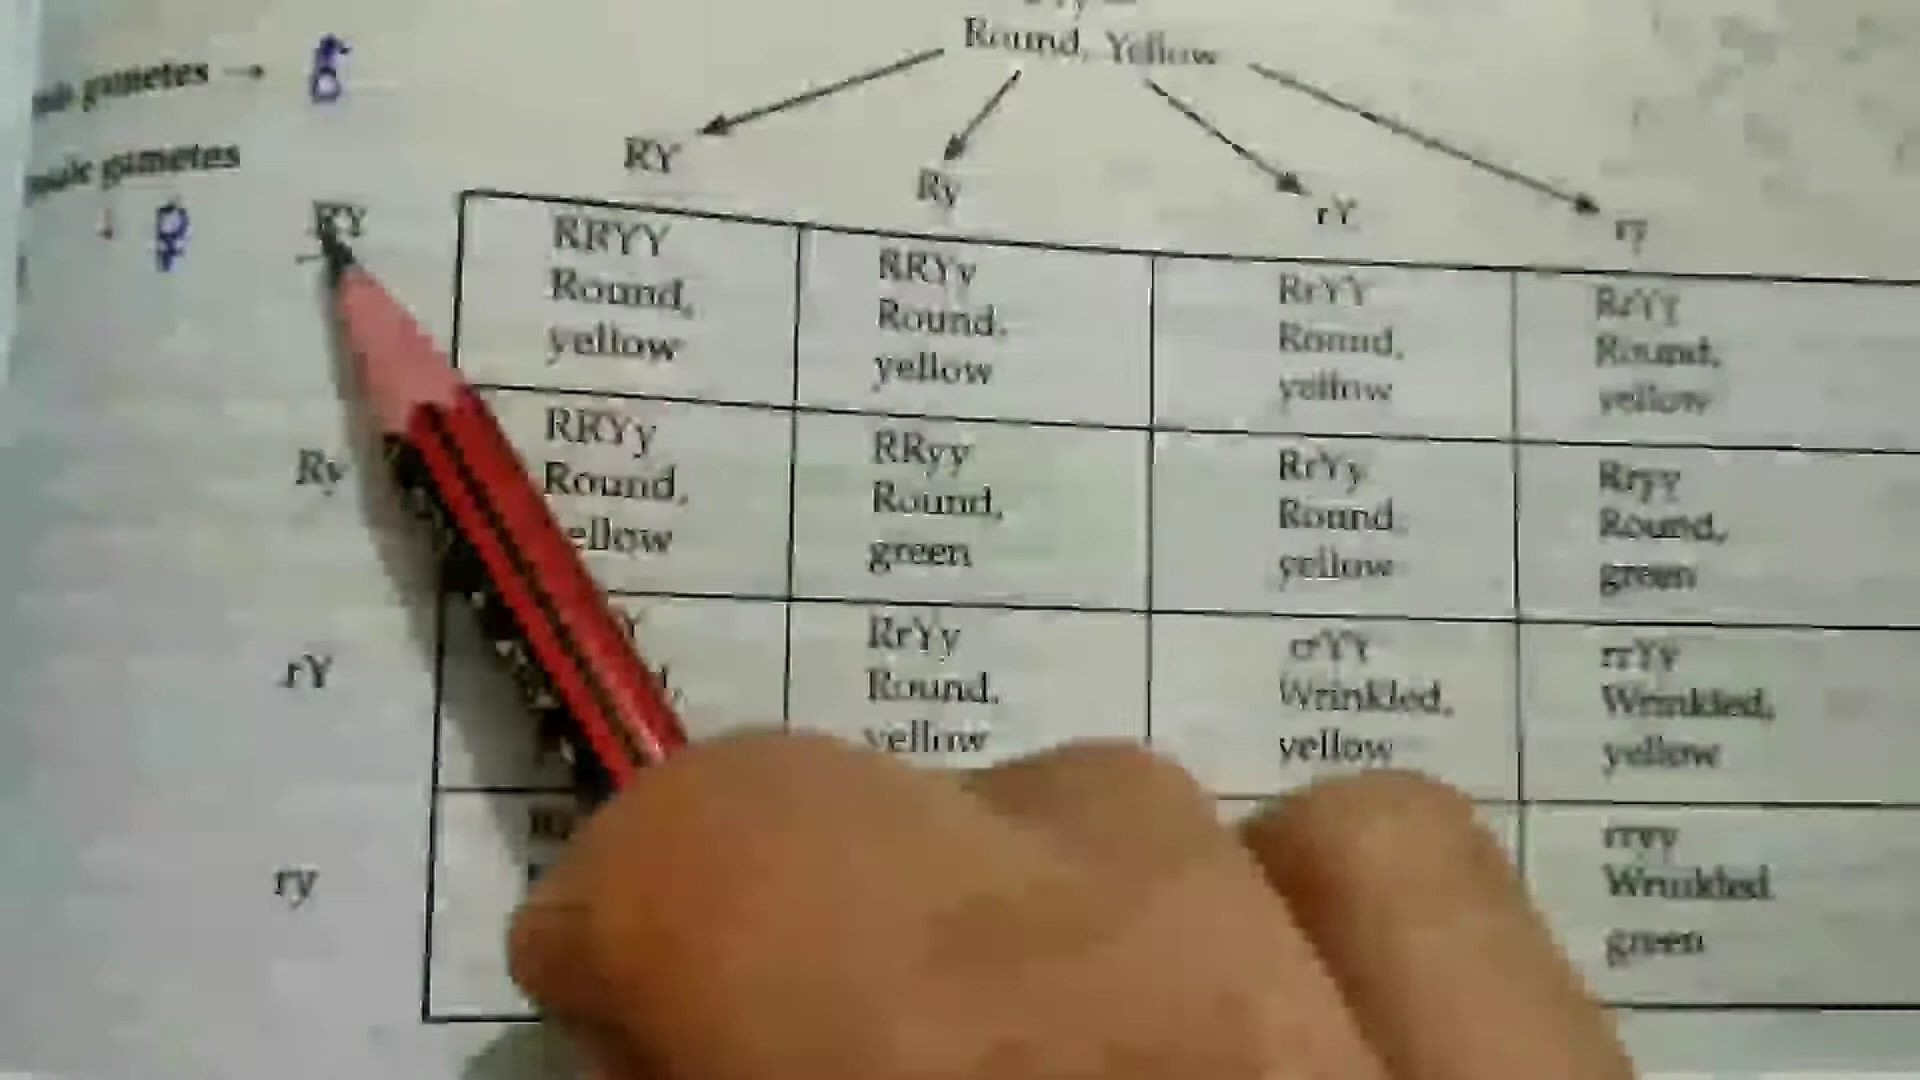 Round, Yellow
gametes →
gametes
↓
RY
Ry
rY
ry
RY
RRYY
Round,
yellow
RRYy
Round,
yellow
RrYY
Round,
yellow
RrYy
Round,
yellow
Ry
RRYy
Round,
ellow
RRyy
Round,
green
RrYy
Round,
yellow
Rryy
Round,
green
rY
RrYy
Round,
yellow
rrYY
Wrinkled,
yellow
rrYy
Wrinkled,
yellow
ry
rryy
Wrinkled
green